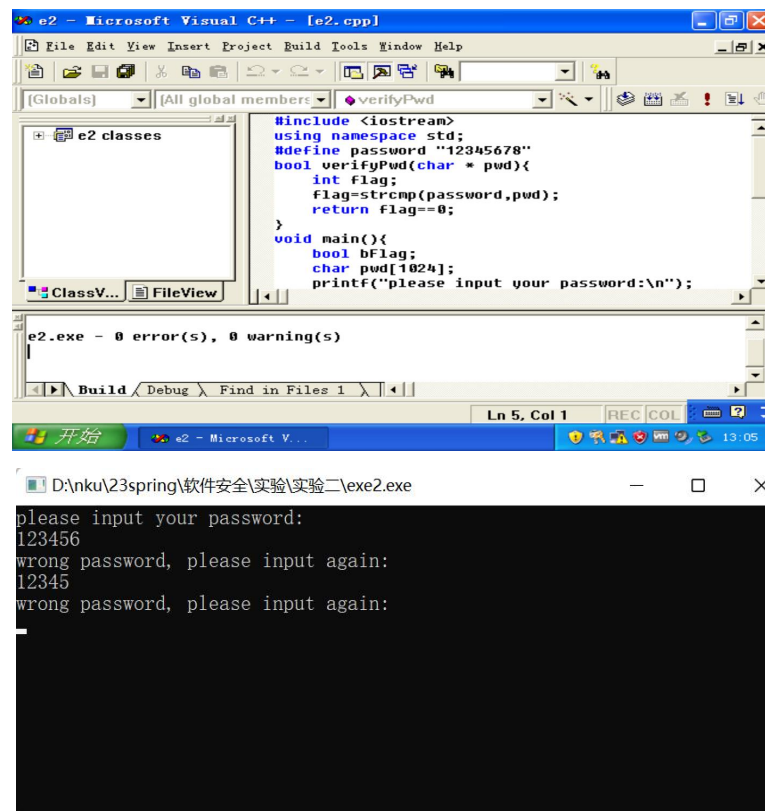 e2 - Microsoft Visual C++ - [e2.cpp]
File Edit View Insert Project Build Tools Window Help
(Globals) [All global members verifyPwd
e2 classes
#include <iostream>
using namespace std;
#define password "12345678"
bool verifyPwd(char * pwd){
int flag;
flag=strcmp(password,pwd);
return flag==0;
}
void main(){
bool bFlag;
char pwd[1024];
printf("please input your password:\n");
ClassV... FileView
e2.exe - 0 error(s), 0 warning(s)
Build Debug Find in Files 1
Ln 5, Col 1 REC COL
开始 e2 - Microsoft V... 13:05
D:\nku\23spring\软件安全\实验\实验二\exe2.exe
please input your password:
123456
wrong password, please input again:
12345
wrong password, please input again: